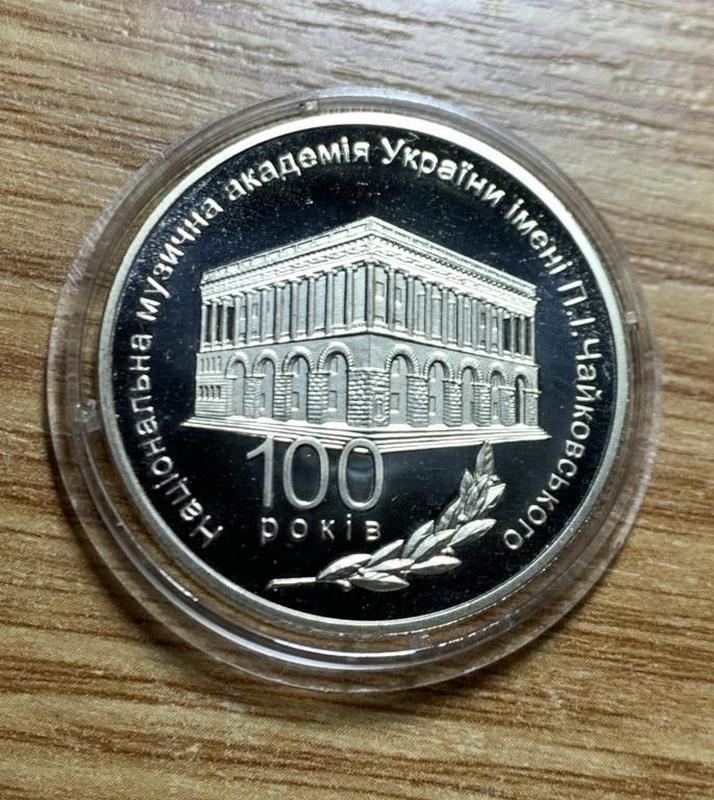 Національна музична академія України імені П.І Чайковського
100
років